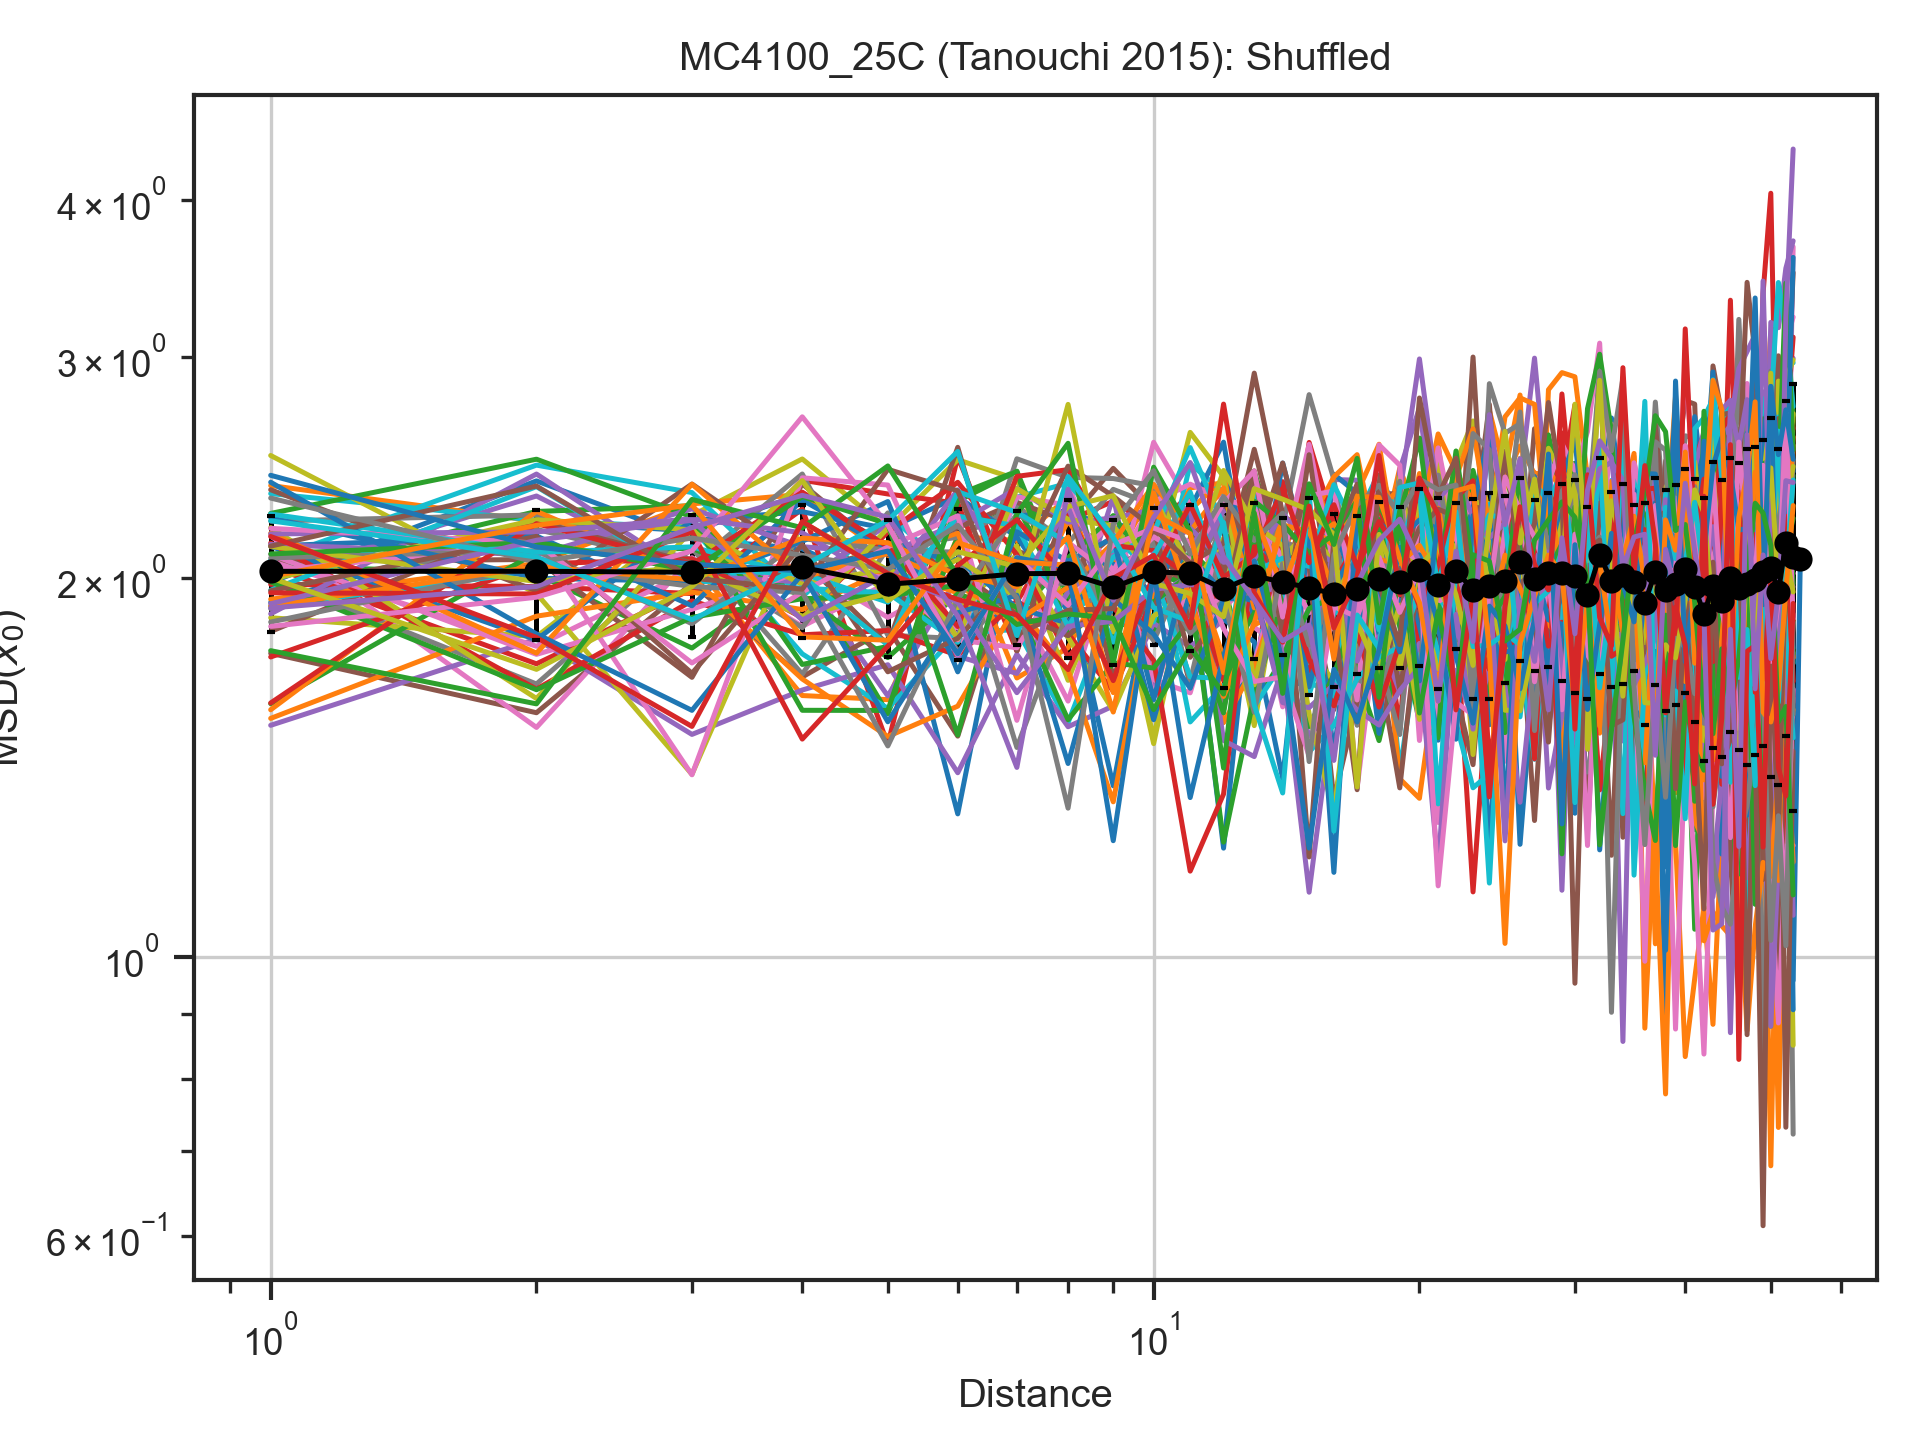 MC4100_25C (Tanouchi 2015): Shuffled
4 × 10⁰
3 × 10⁰
2 × 10⁰
MSD(x₀)
10⁰
6 × 10⁻¹
10⁰ 10¹
Distance